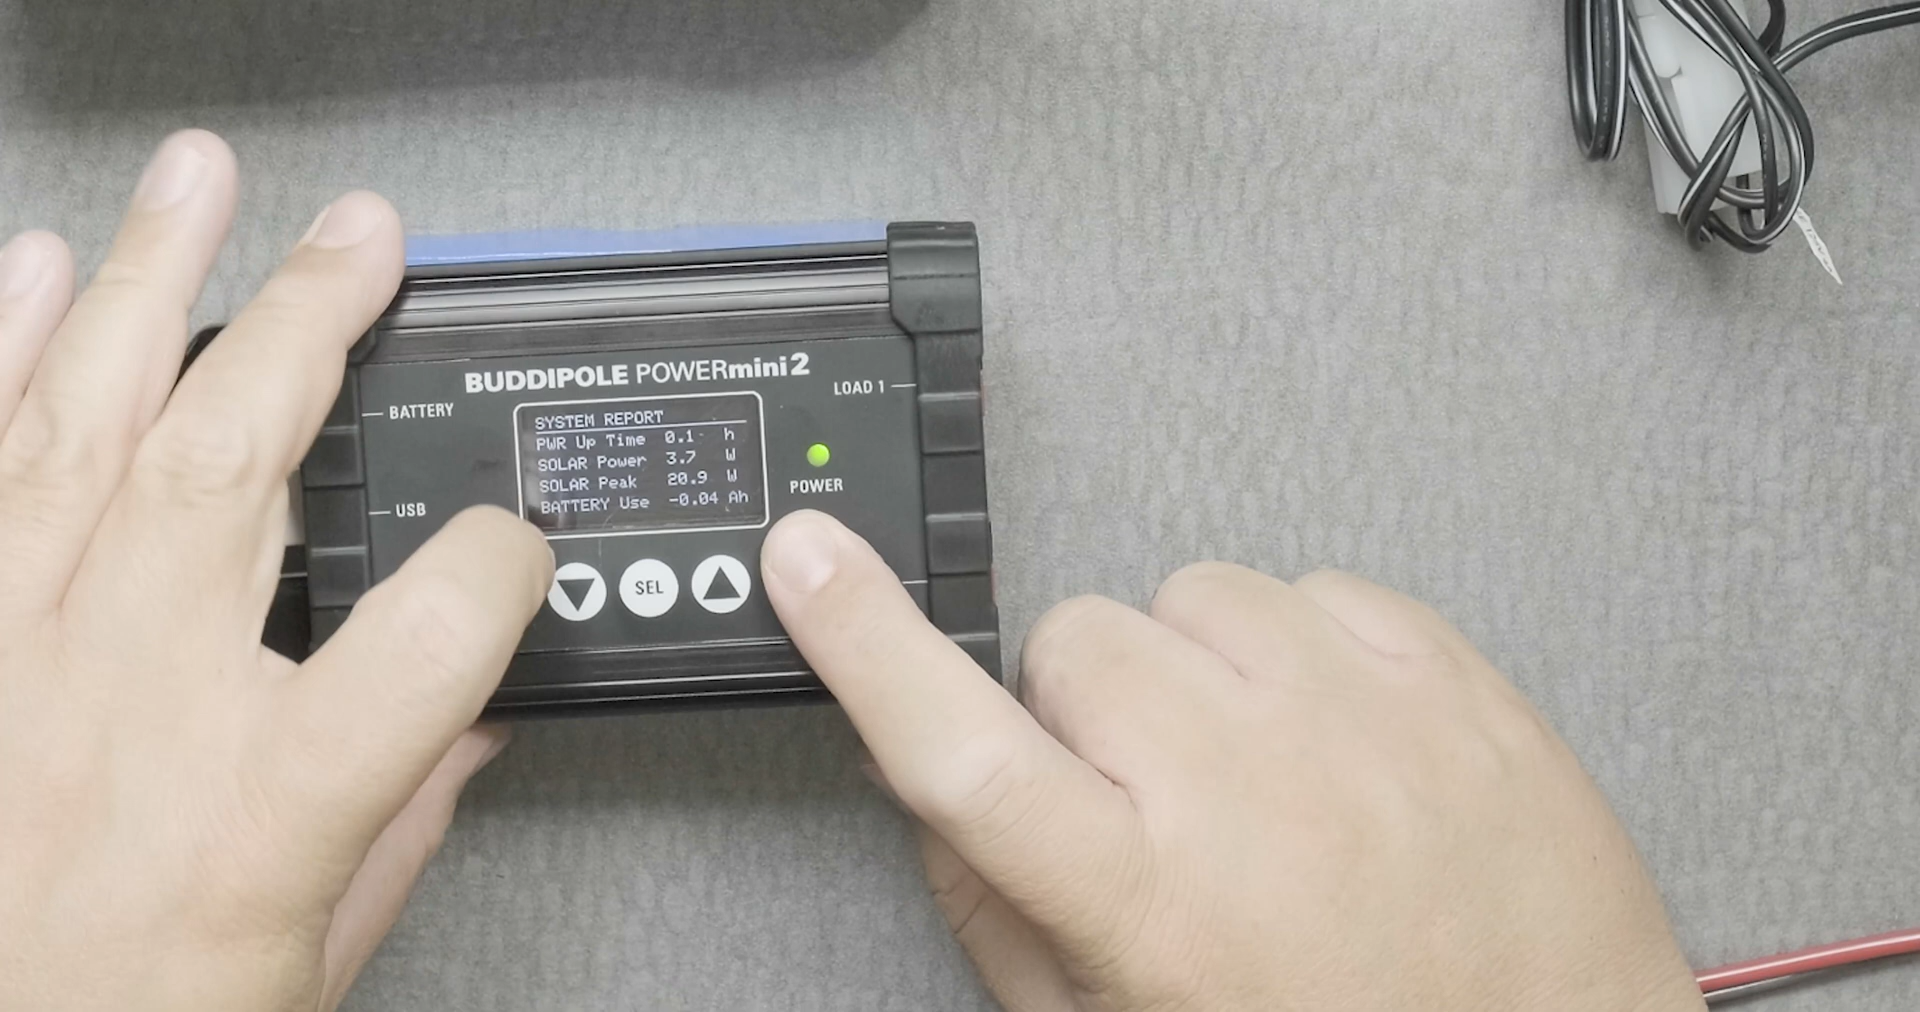 BUDDIPOLE POWERmini2
BATTERY
LOAD 1
SYSTEM REPORT
PWR Up Time 0.1 h
SOLAR Power 3.7 W
SOLAR Peak 20.9 W
BATTERY Use -0.04 Ah
POWER
USB
SEL